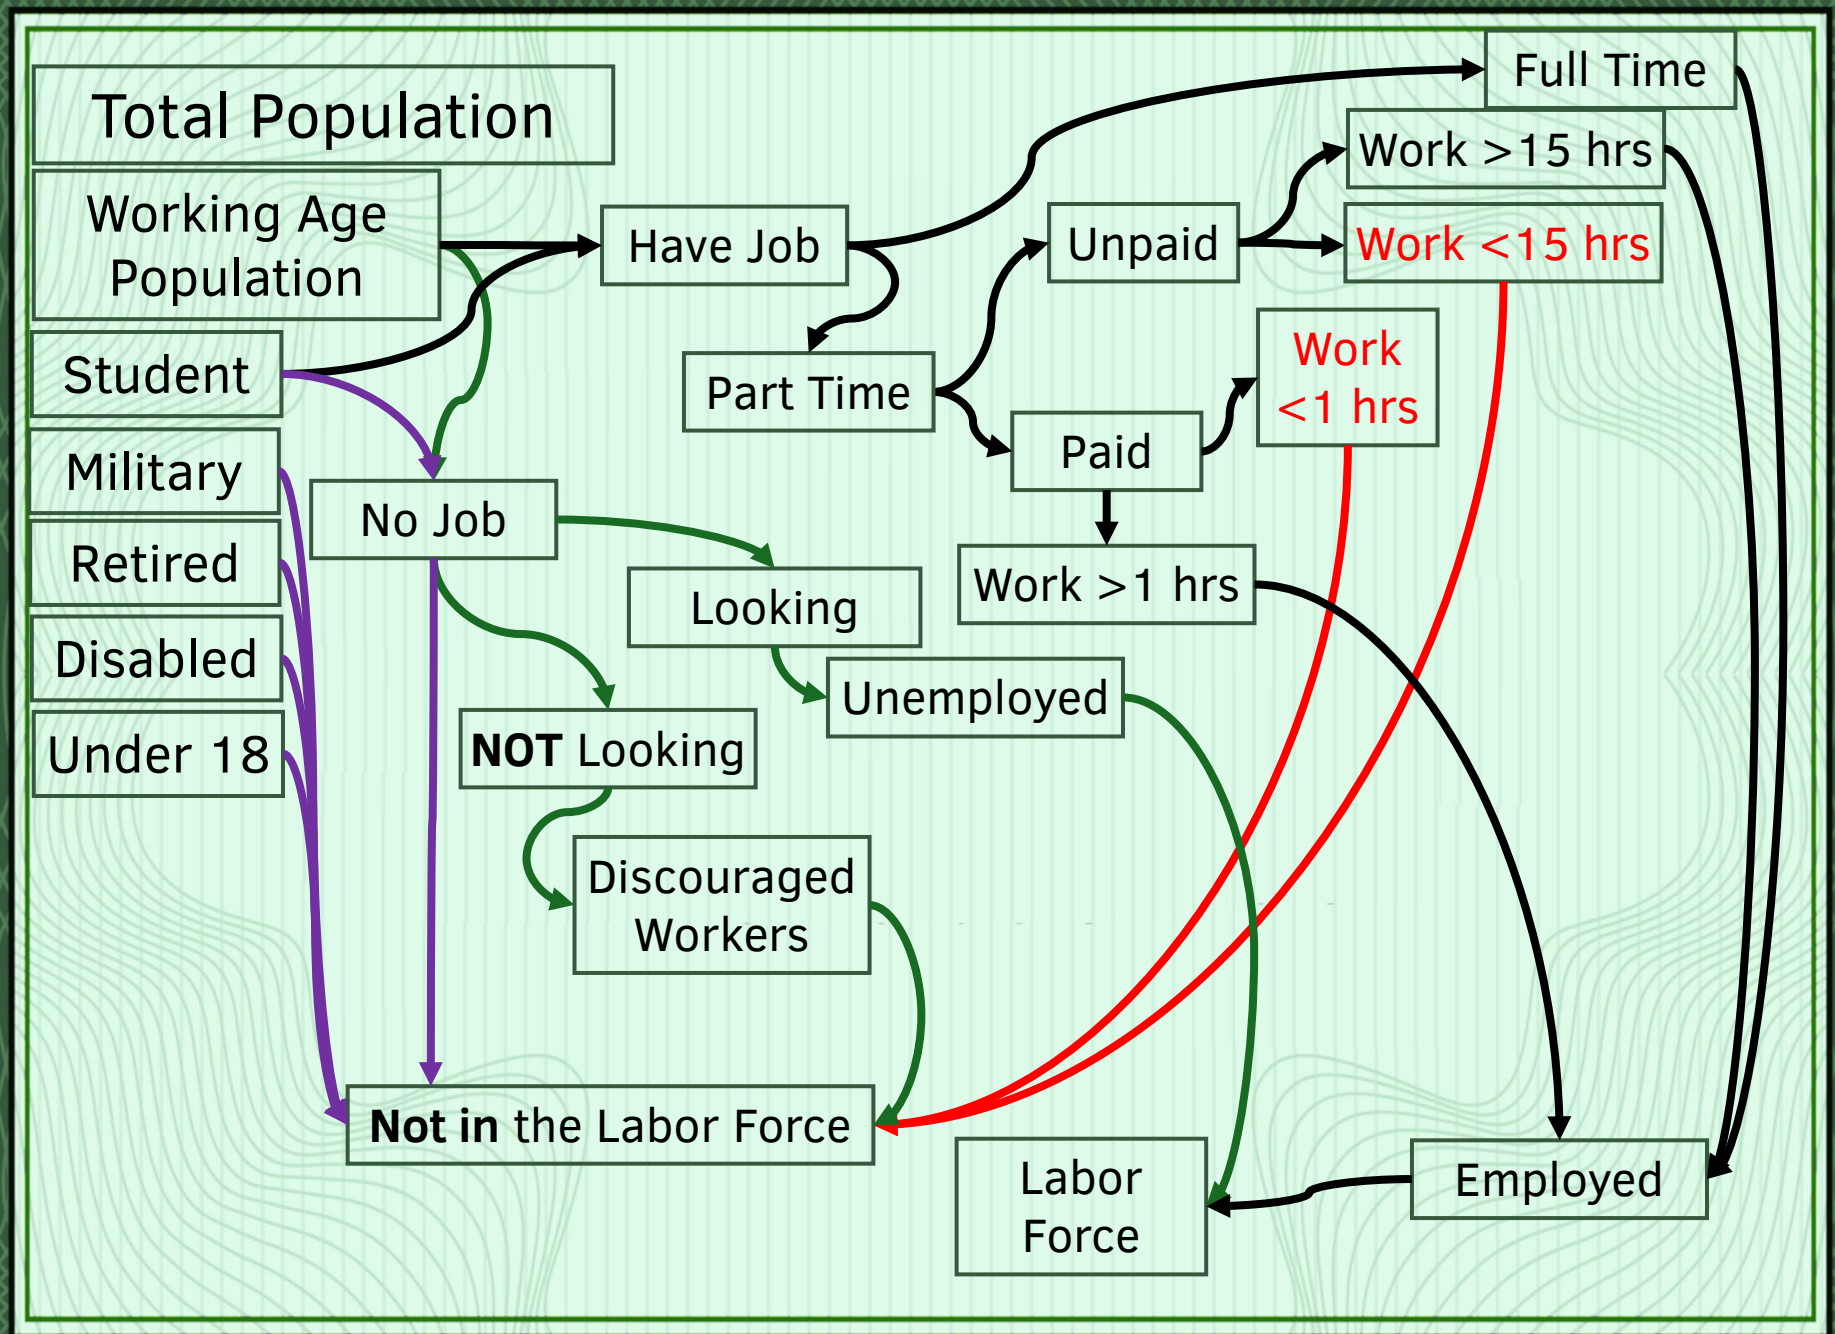 Total Population
Full Time
Work >15 hrs
Working Age
Population
Have Job
Unpaid
Work <15 hrs
Student
Part Time
Work
<1 hrs
Military
No Job
Paid
Retired
Looking
Work >1 hrs
Disabled
Unemployed
Under 18
NOT Looking
Discouraged
Workers
Not in the Labor Force
Labor
Force
Employed